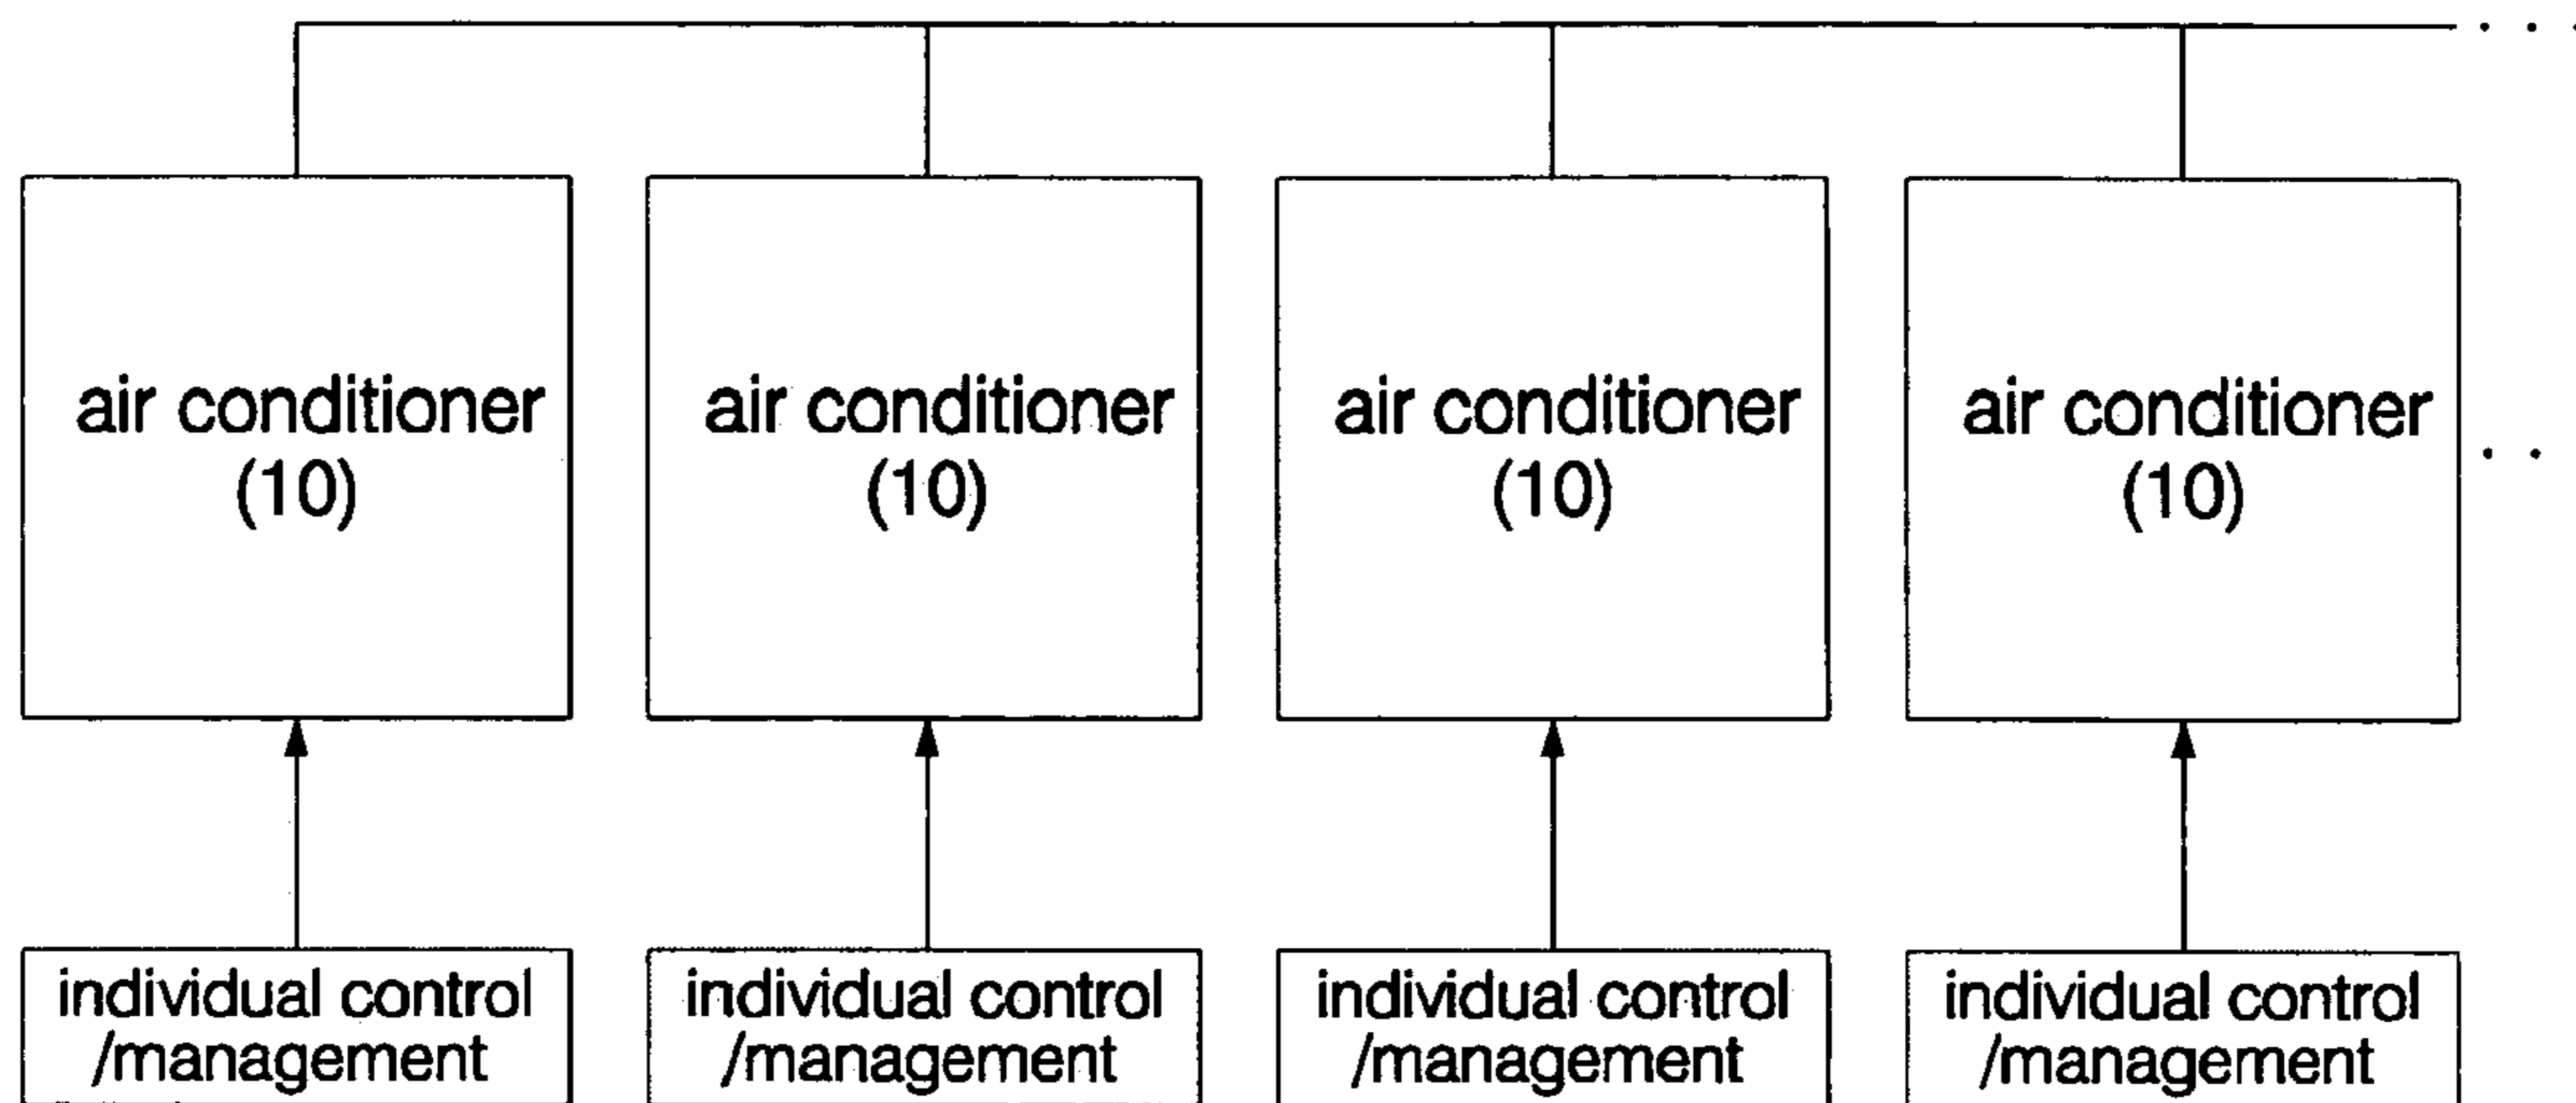 air conditioner
(10)
air conditioner
(10)
air conditioner
(10)
air conditioner
(10)
individual control
/management
individual control
/management
individual control
/management
individual control
/management